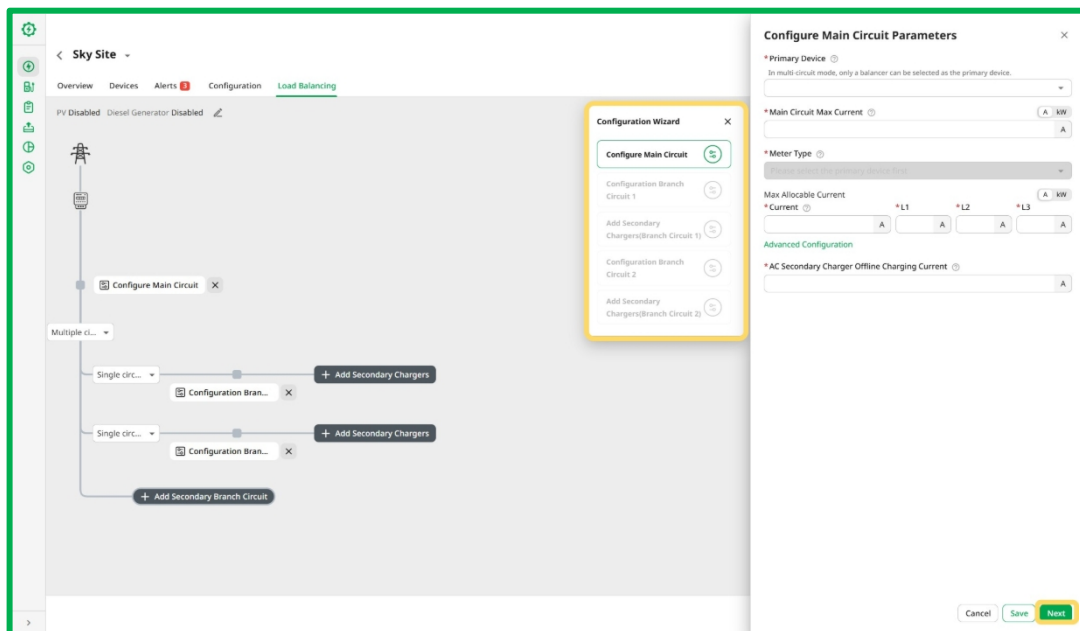 Sky Site
Overview Devices Alerts 3 Configuration Load Balancing
PV Disabled Diesel Generator Disabled
Configure Main Circuit
Multiple ci...
Single circ...
+ Add Secondary Chargers
Configuration Bran...
Single circ...
+ Add Secondary Chargers
Configuration Bran...
+ Add Secondary Branch Circuit
Configuration Wizard
Configure Main Circuit
Configuration Branch
Circuit 1
Add Secondary
Chargers(Branch Circuit 1)
Configuration Branch
Circuit 2
Add Secondary
Chargers(Branch Circuit 2)
Configure Main Circuit Parameters
* Primary Device
In multi-circuit mode, only a balancer can be selected as the primary device.
* Main Circuit Max Current A kW
A
* Meter Type
Please select the primary device first
Max Allocable Current A kW
* Current * L1 * L2 * L3
A A A A
Advanced Configuration
* AC Secondary Charger Offline Charging Current
A
Cancel Save Next